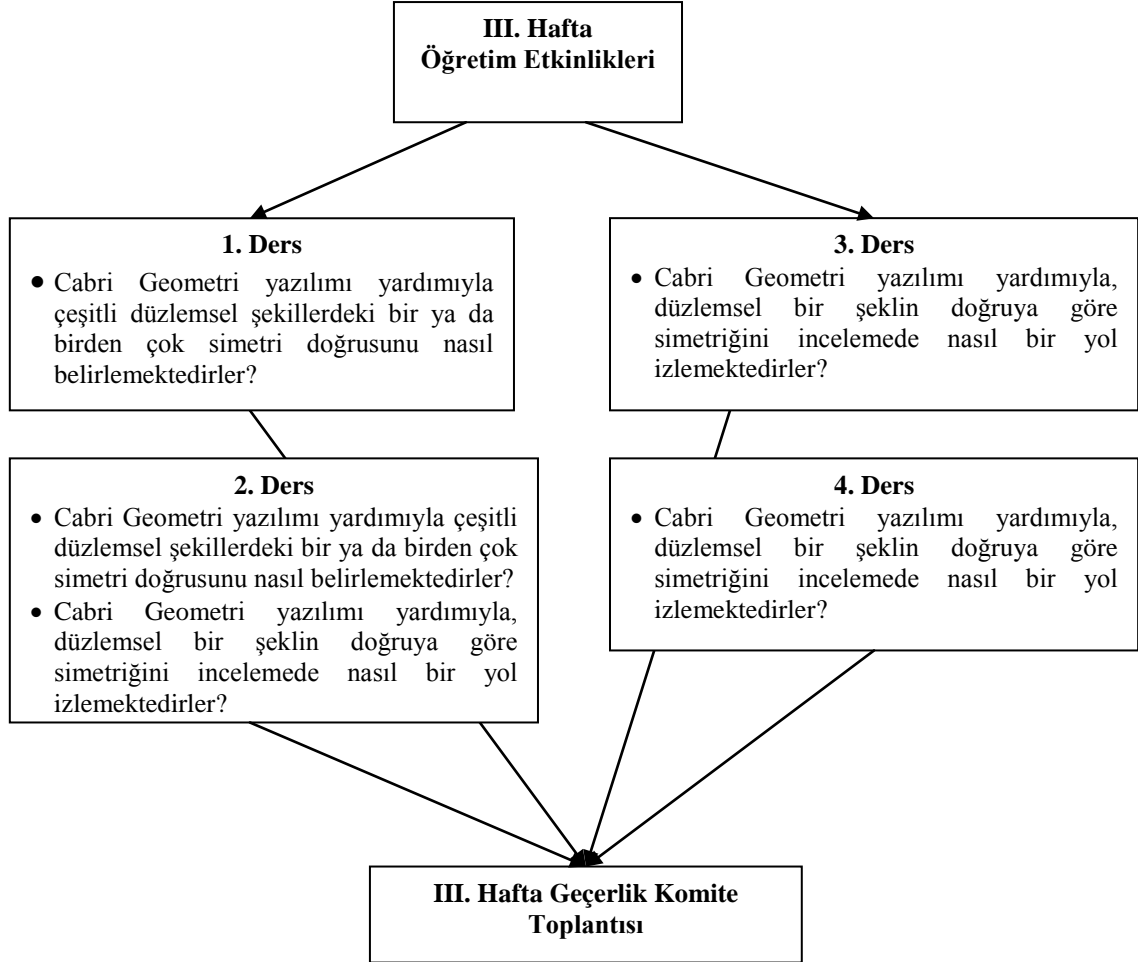 III. Hafta
Öğretim Etkinlikleri
1. Ders
• Cabri Geometri yazılımı yardımıyla
çeşitli düzlemsel şekillerdeki bir ya da
birden çok simetri doğrusunu nasıl
belirlemektedirler?
3. Ders
• Cabri Geometri yazılımı yardımıyla,
düzlemsel bir şeklin doğruya göre
simetriğini incelemede nasıl bir yol
izlemektedirler?
2. Ders
• Cabri Geometri yazılımı yardımıyla çeşitli
düzlemsel şekillerdeki bir ya da birden çok
simetri doğrusunu nasıl belirlemektedirler?
• Cabri Geometri yazılımı yardımıyla,
düzlemsel bir şeklin doğruya göre
simetriğini incelemede nasıl bir yol
izlemektedirler?
4. Ders
• Cabri Geometri yazılımı yardımıyla,
düzlemsel bir şeklin doğruya göre
simetriğini incelemede nasıl bir yol
izlemektedirler?
III. Hafta Geçerlik Komite
Toplantısı